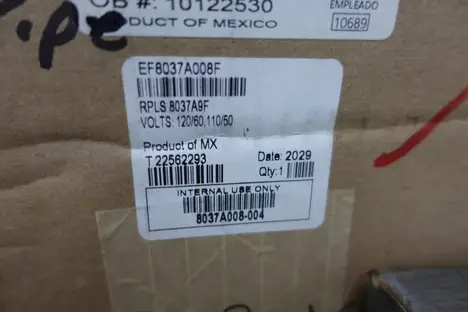 OB #: 10122530
PRODUCT OF MEXICO
EMPLEADO
10689
EF8037A008F
RPLS 8037A9F
VOLTS: 120/60,110/50
Product of MX
T 22562293
Date: 2029
Qty:1
INTERNAL USE ONLY
8037A008-004